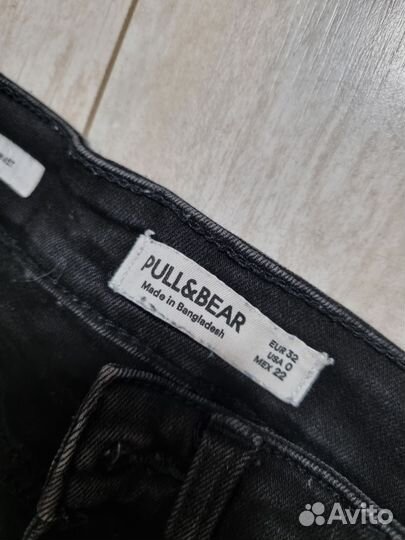 PULL&BEAR
Made in Bangladesh
EUR 32
USA 0
MEX 22
Avito